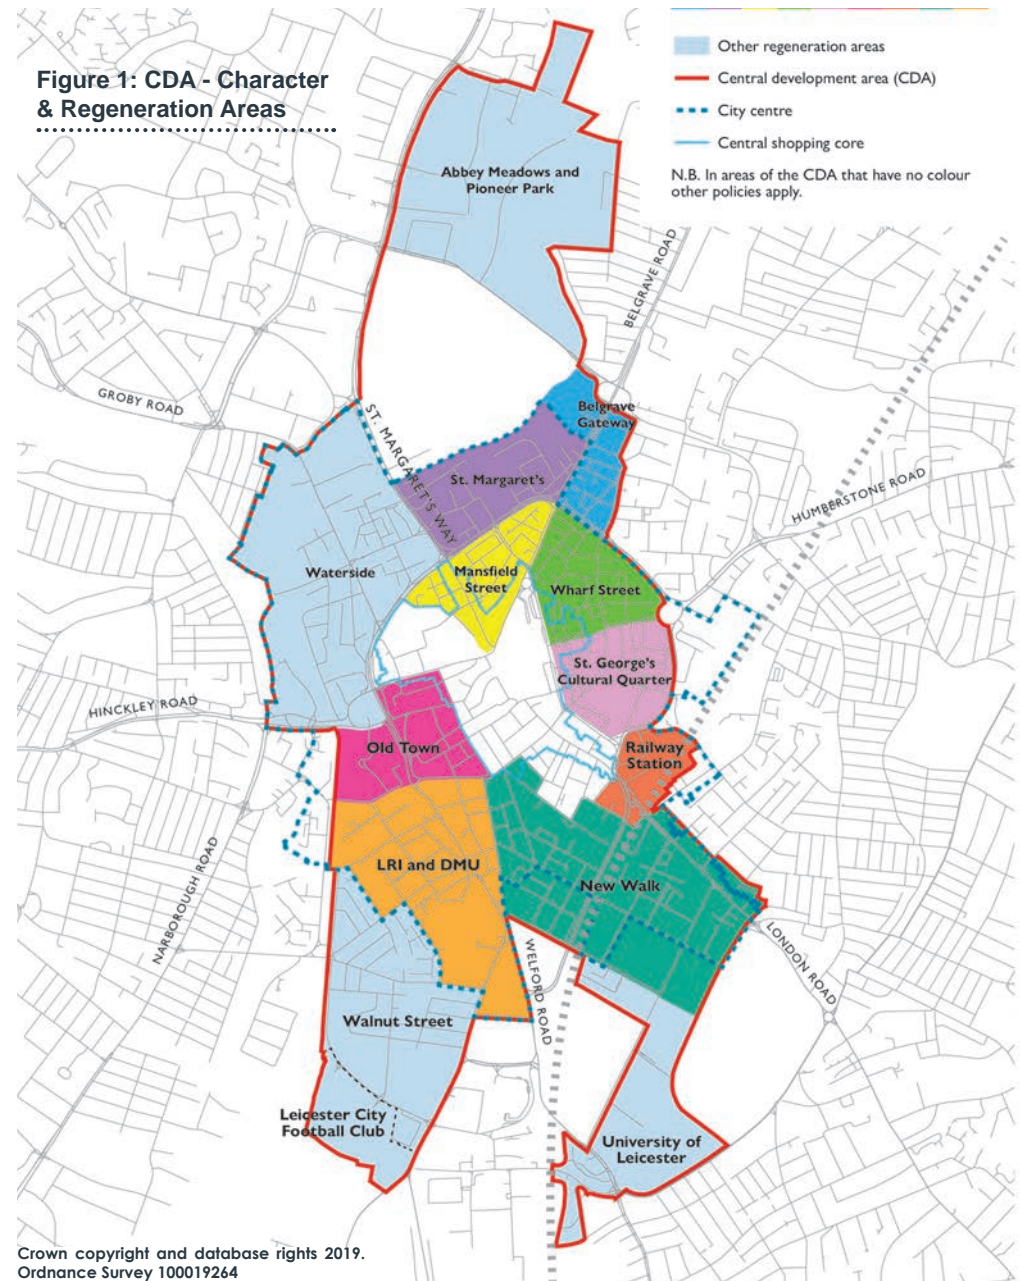 Figure 1: CDA - Character
& Regeneration Areas
Other regeneration areas
Central development area (CDA)
City centre
Central shopping core
N.B. In areas of the CDA that have no colour
other policies apply.
Abbey Meadows and
Pioneer Park
BELGRAVE ROAD
GROBY ROAD
ST. MARGARET'S WAY
Belgrave
Gateway
St. Margaret's
HUMBERSTONE ROAD
Waterside
Mansfield
Street
Wharf Street
St. George's
Cultural Quarter
HINCKLEY ROAD
Old Town
Railway
Station
LRI and DMU
New Walk
NARBOROUGH ROAD
WELFORD ROAD
LONDON ROAD
Walnut Street
Leicester City
Football Club
University of
Leicester
Crown copyright and database rights 2019.
Ordnance Survey 100019264